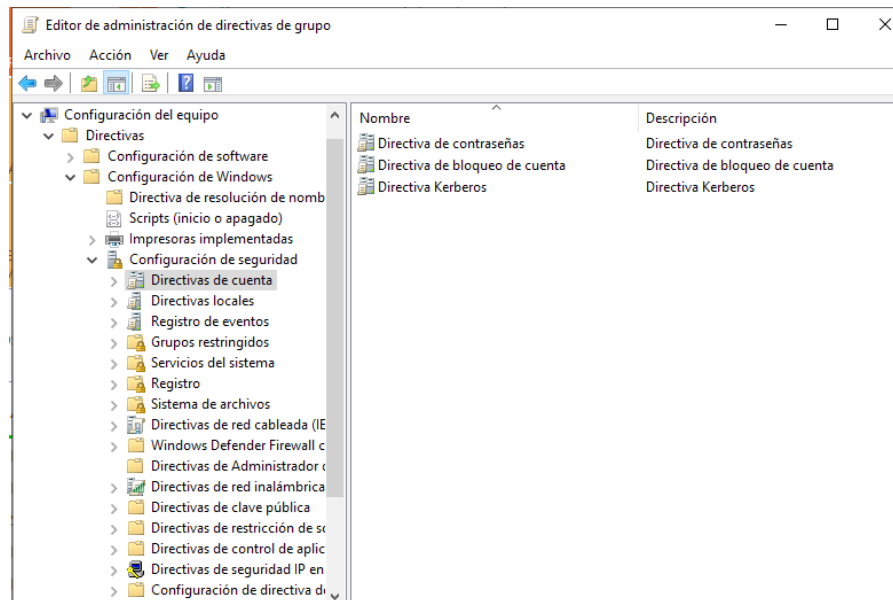 Editor de administración de directivas de grupo
Archivo Acción Ver Ayuda
Configuración del equipo
Directivas
Configuración de software
Configuración de Windows
Directiva de resolución de nomb
Scripts (inicio o apagado)
Impresoras implementadas
Configuración de seguridad
Directivas de cuenta
Directivas locales
Registro de eventos
Grupos restringidos
Servicios del sistema
Registro
Sistema de archivos
Directivas de red cableada (IE
Windows Defender Firewall c
Directivas de Administrador d
Directivas de red inalámbrica
Directivas de clave pública
Directivas de restricción de so
Directivas de control de aplic
Directivas de seguridad IP en
Configuración de directiva de
Nombre Descripción
Directiva de contraseñas Directiva de contraseñas
Directiva de bloqueo de cuenta Directiva de bloqueo de cuenta
Directiva Kerberos Directiva Kerberos